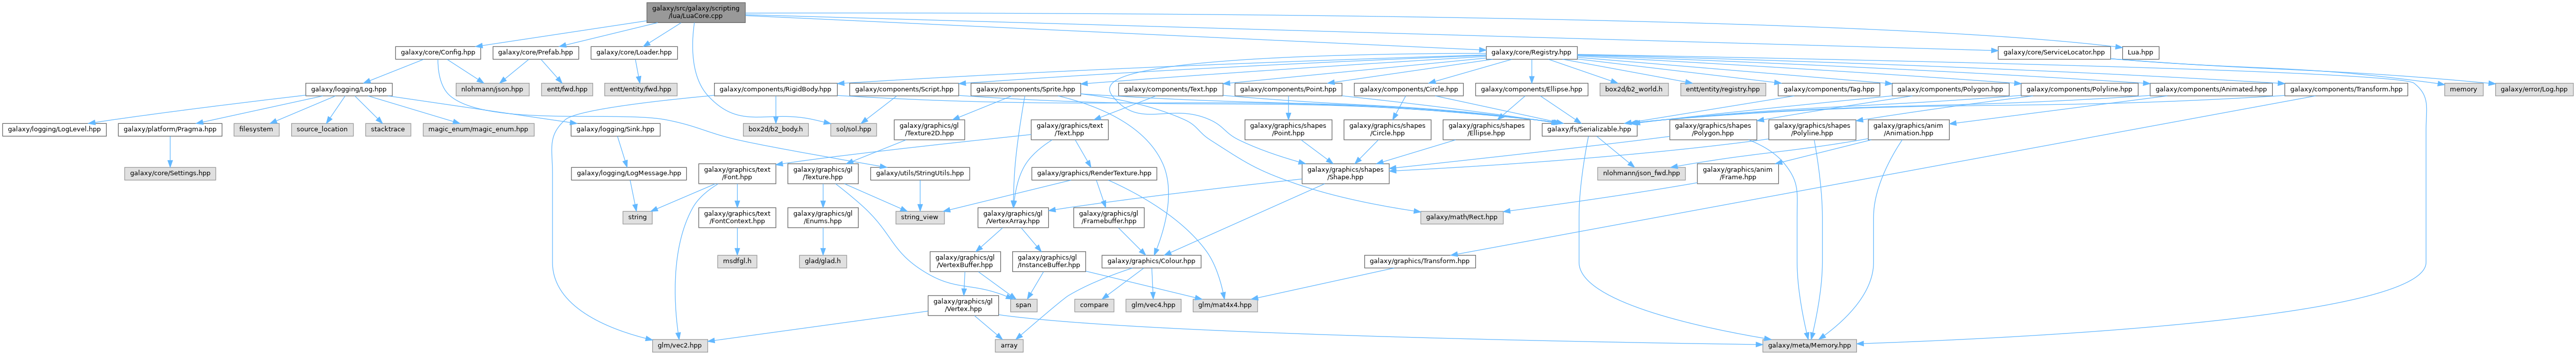 galaxy/src/galaxy/scripting
/lua/LuaCore.cpp
galaxy/core/Config.hpp
galaxy/core/Prefab.hpp
galaxy/core/Loader.hpp
galaxy/core/Registry.hpp
galaxy/core/ServiceLocator.hpp
Lua.hpp
galaxy/logging/Log.hpp
nlohmann/json.hpp
entt/fwd.hpp
entt/entity/fwd.hpp
galaxy/components/RigidBody.hpp
galaxy/components/Script.hpp
galaxy/components/Sprite.hpp
galaxy/components/Text.hpp
galaxy/components/Point.hpp
galaxy/components/Circle.hpp
galaxy/components/Ellipse.hpp
box2d/b2_world.h
entt/entity/registry.hpp
galaxy/components/Tag.hpp
galaxy/components/Polygon.hpp
galaxy/components/Polyline.hpp
galaxy/components/Animated.hpp
galaxy/components/Transform.hpp
memory
galaxy/error/Log.hpp
galaxy/logging/LogLevel.hpp
galaxy/platform/Pragma.hpp
filesystem
source_location
stacktrace
magic_enum/magic_enum.hpp
galaxy/logging/Sink.hpp
box2d/b2_body.h
sol/sol.hpp
galaxy/graphics/gl
/Texture2D.hpp
galaxy/graphics/text
/Text.hpp
galaxy/graphics/shapes
/Point.hpp
galaxy/graphics/shapes
/Circle.hpp
galaxy/graphics/shapes
/Ellipse.hpp
galaxy/fs/Serializable.hpp
galaxy/graphics/shapes
/Polygon.hpp
galaxy/graphics/shapes
/Polyline.hpp
galaxy/graphics/anim
/Animation.hpp
galaxy/core/Settings.hpp
galaxy/logging/LogMessage.hpp
galaxy/graphics/text
/Font.hpp
galaxy/graphics/gl
/Texture.hpp
galaxy/utils/StringUtils.hpp
galaxy/graphics/RenderTexture.hpp
galaxy/graphics/shapes
/Shape.hpp
nlohmann/json_fwd.hpp
galaxy/graphics/anim
/Frame.hpp
string
galaxy/graphics/text
/FontContext.hpp
galaxy/graphics/gl
/Enums.hpp
string_view
galaxy/graphics/gl
/VertexArray.hpp
galaxy/graphics/gl
/Framebuffer.hpp
galaxy/math/Rect.hpp
msdfgl.h
glad/glad.h
galaxy/graphics/gl
/VertexBuffer.hpp
galaxy/graphics/gl
/InstanceBuffer.hpp
galaxy/graphics/Colour.hpp
galaxy/graphics/Transform.hpp
galaxy/graphics/gl
/Vertex.hpp
span
compare
glm/vec4.hpp
glm/mat4x4.hpp
glm/vec2.hpp
array
galaxy/meta/Memory.hpp